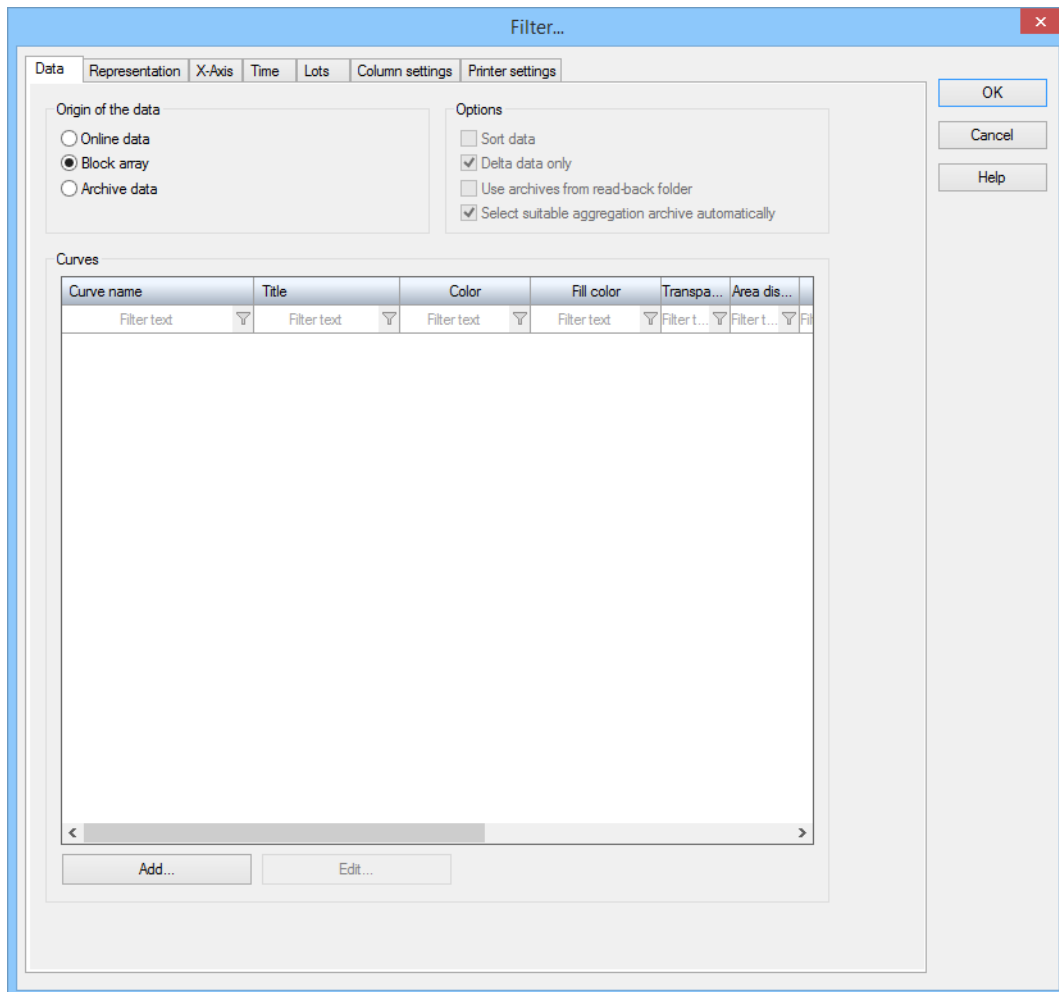 Filter...
Data Representation X-Axis Time Lots Column settings Printer settings
OK
Cancel
Help
Origin of the data
Online data
Block array
Archive data
Options
Sort data
Delta data only
Use archives from read-back folder
Select suitable aggregation archive automatically
Curves
Curve name Title Color Fill color Transpa... Area dis...
Filter text Filter text Filter text Filter text Filter t... Filter t... Fil
Add... Edit...